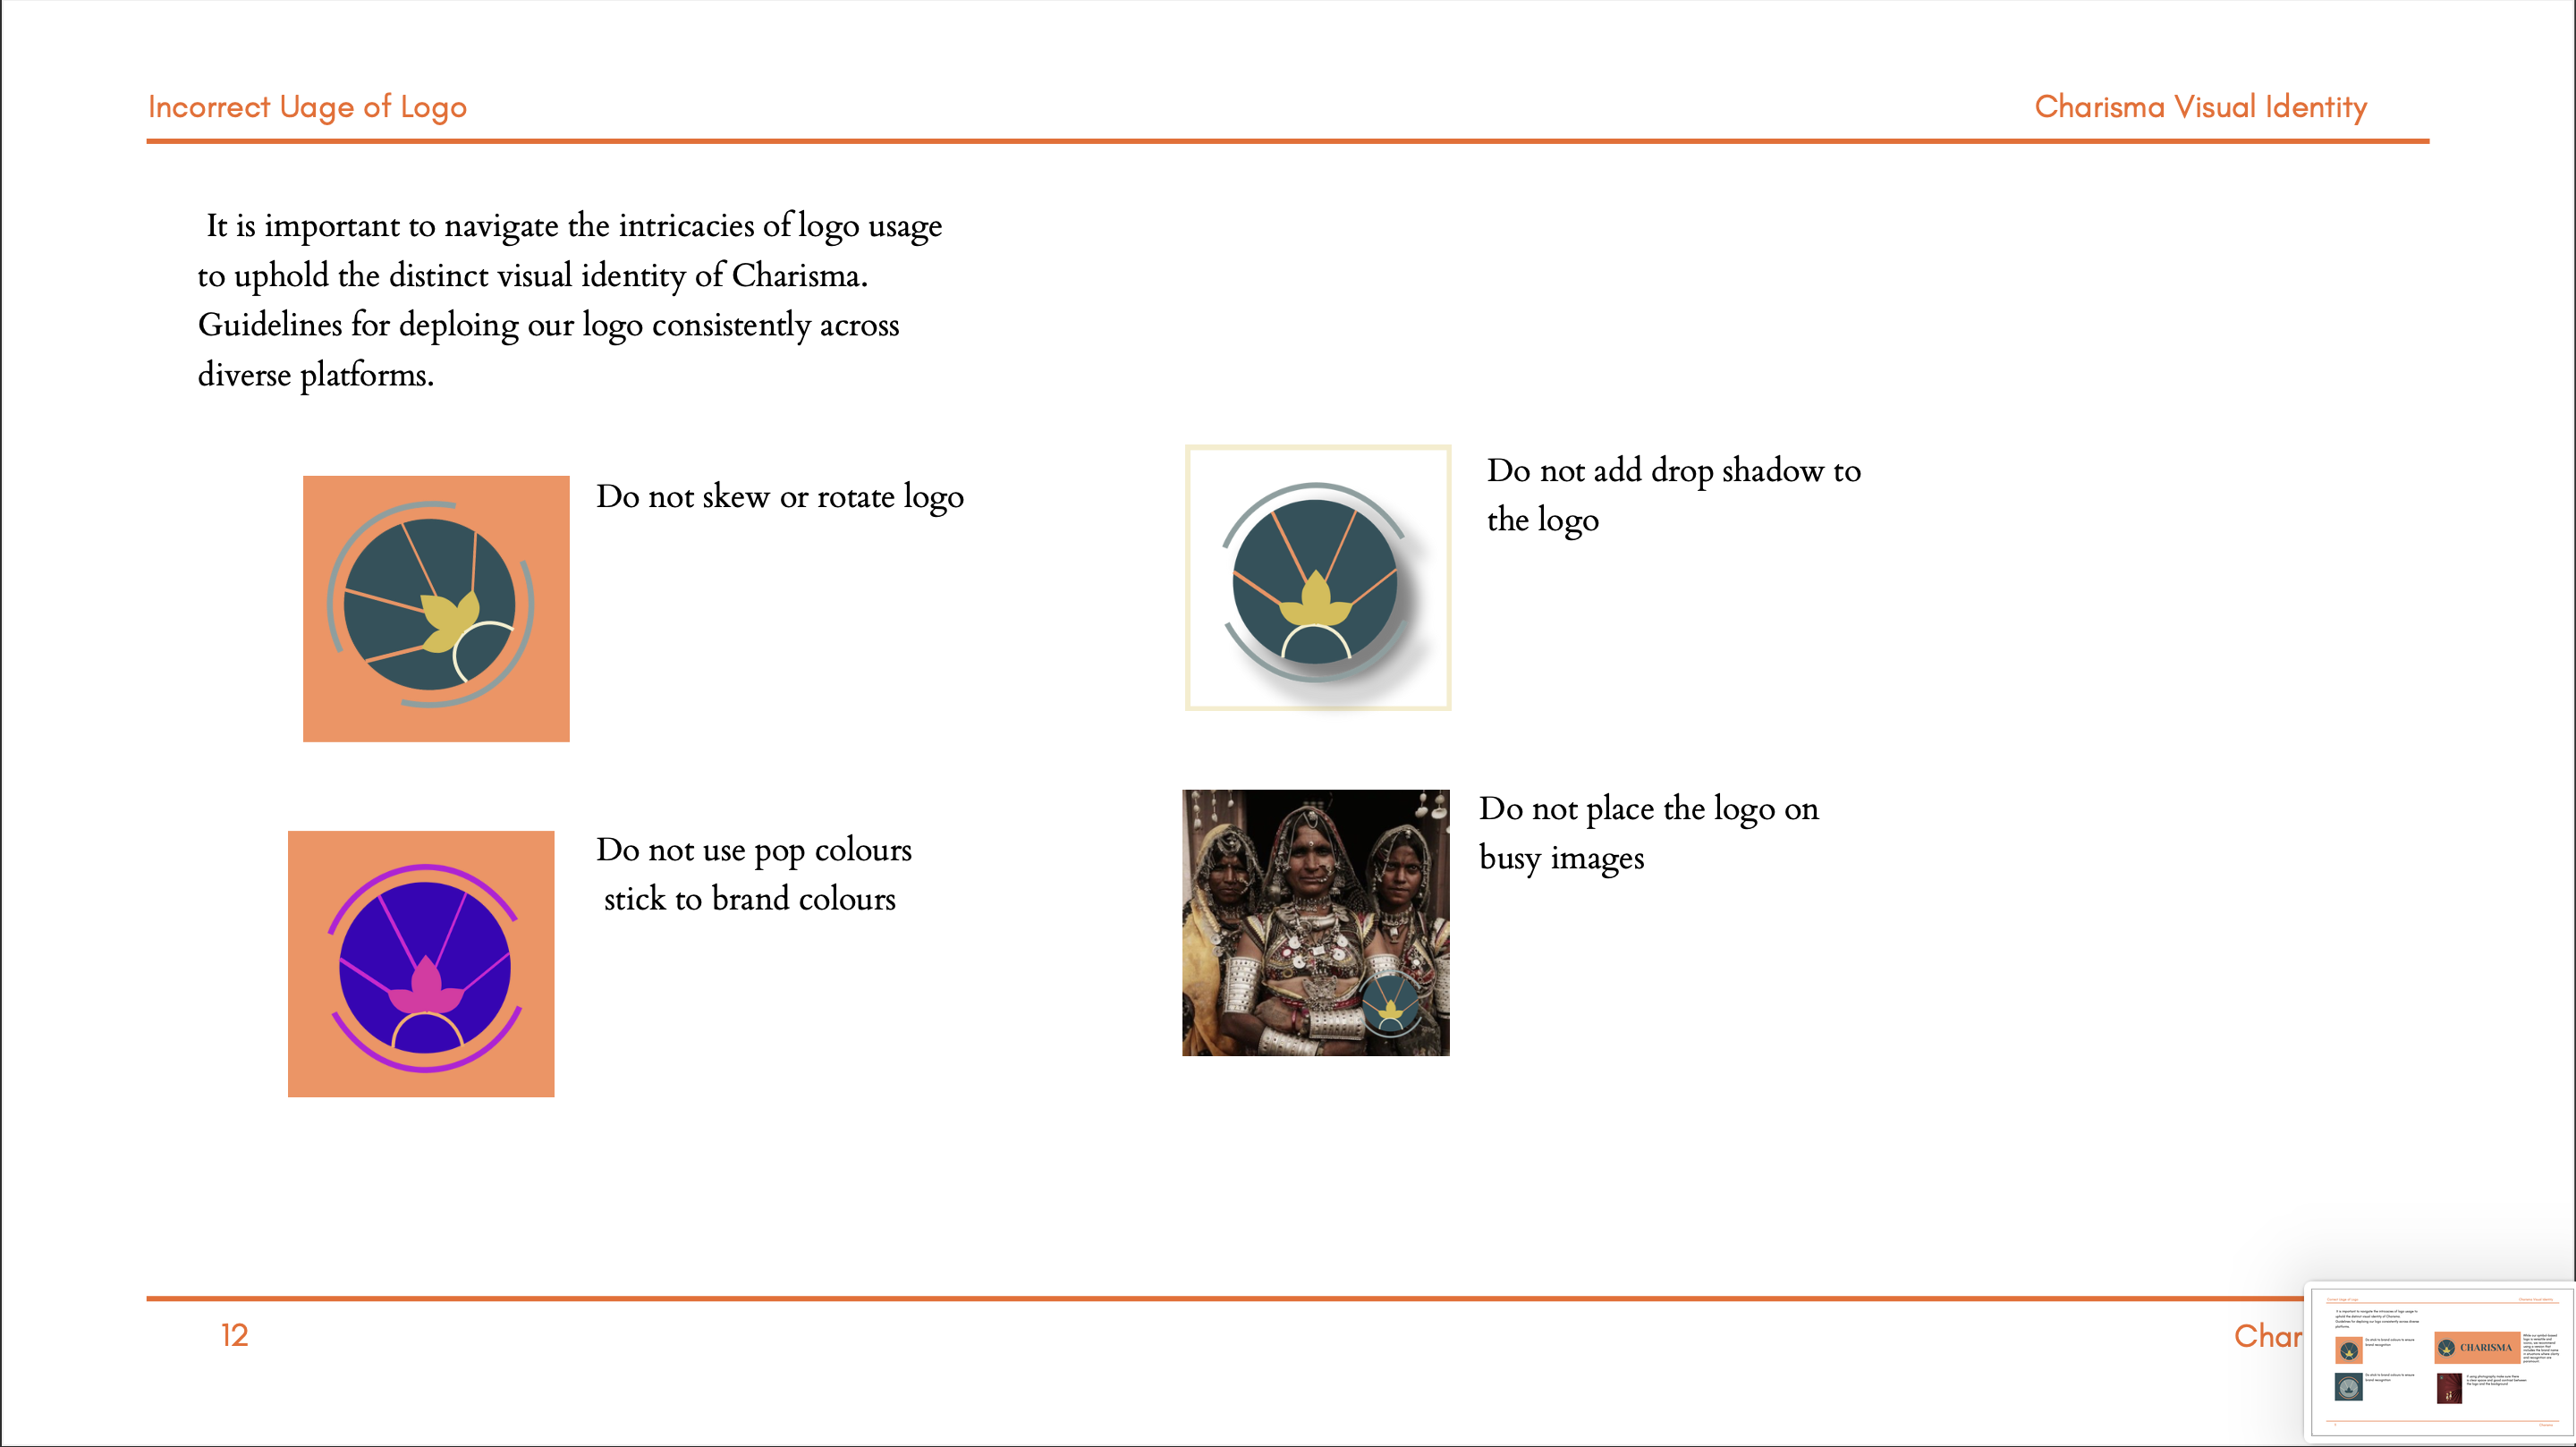 Incorrect Uage of Logo
Charisma Visual Identity
It is important to navigate the intricacies of logo usage
to uphold the distinct visual identity of Charisma.
Guidelines for deploing our logo consistently across
diverse platforms.
Do not skew or rotate logo
Do not add drop shadow to
the logo
Do not use pop colours
stick to brand colours
Do not place the logo on
busy images
12
Char
CHARISMA